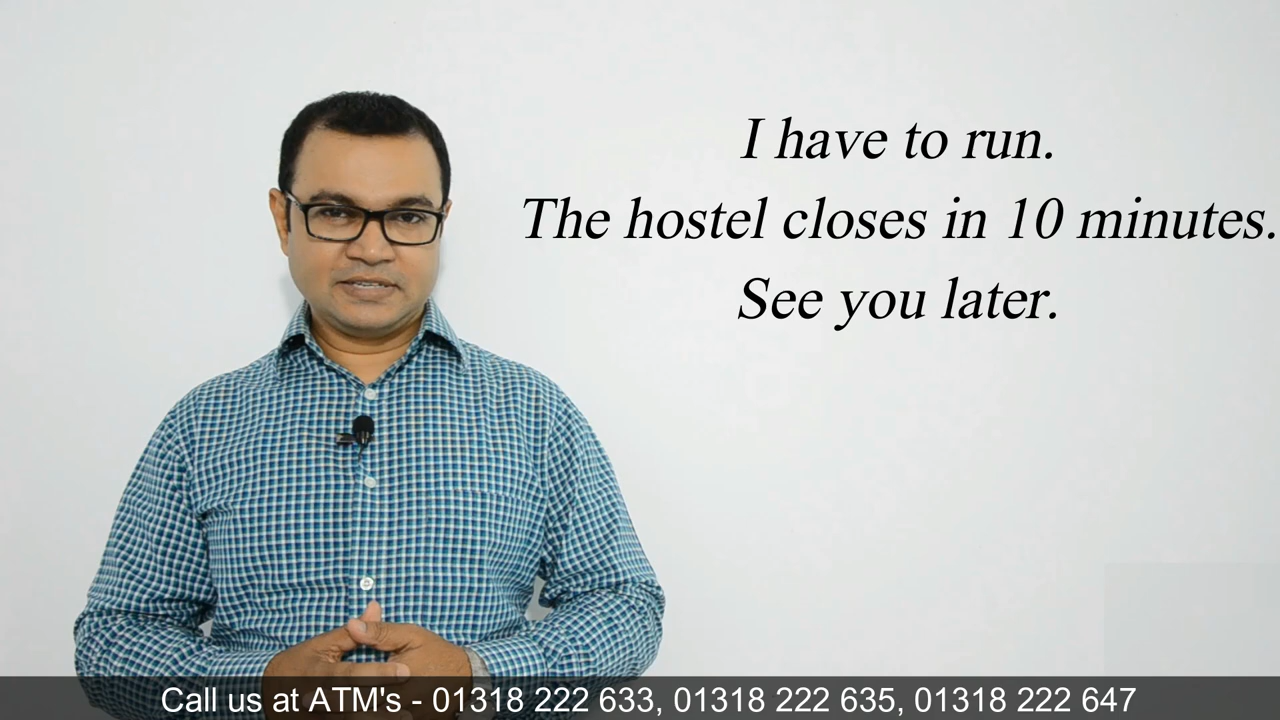 I have to run.
The hostel closes in 10 minutes.
See you later.
Call us at ATM's - 01318 222 633, 01318 222 635, 01318 222 647